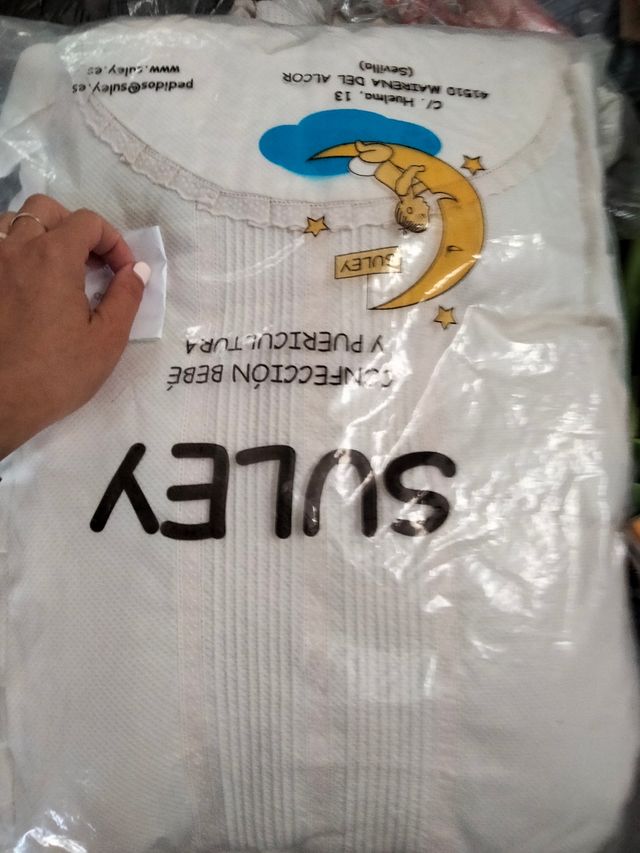 SULEY
CONFECCIÓN BEBÉ
Y PUERICULTURA
SULEY
C/. Huelma, 13
41510 MAIRENA DEL ALCOR
(Sevilla)
pedidos@suley.es
www.suley.es